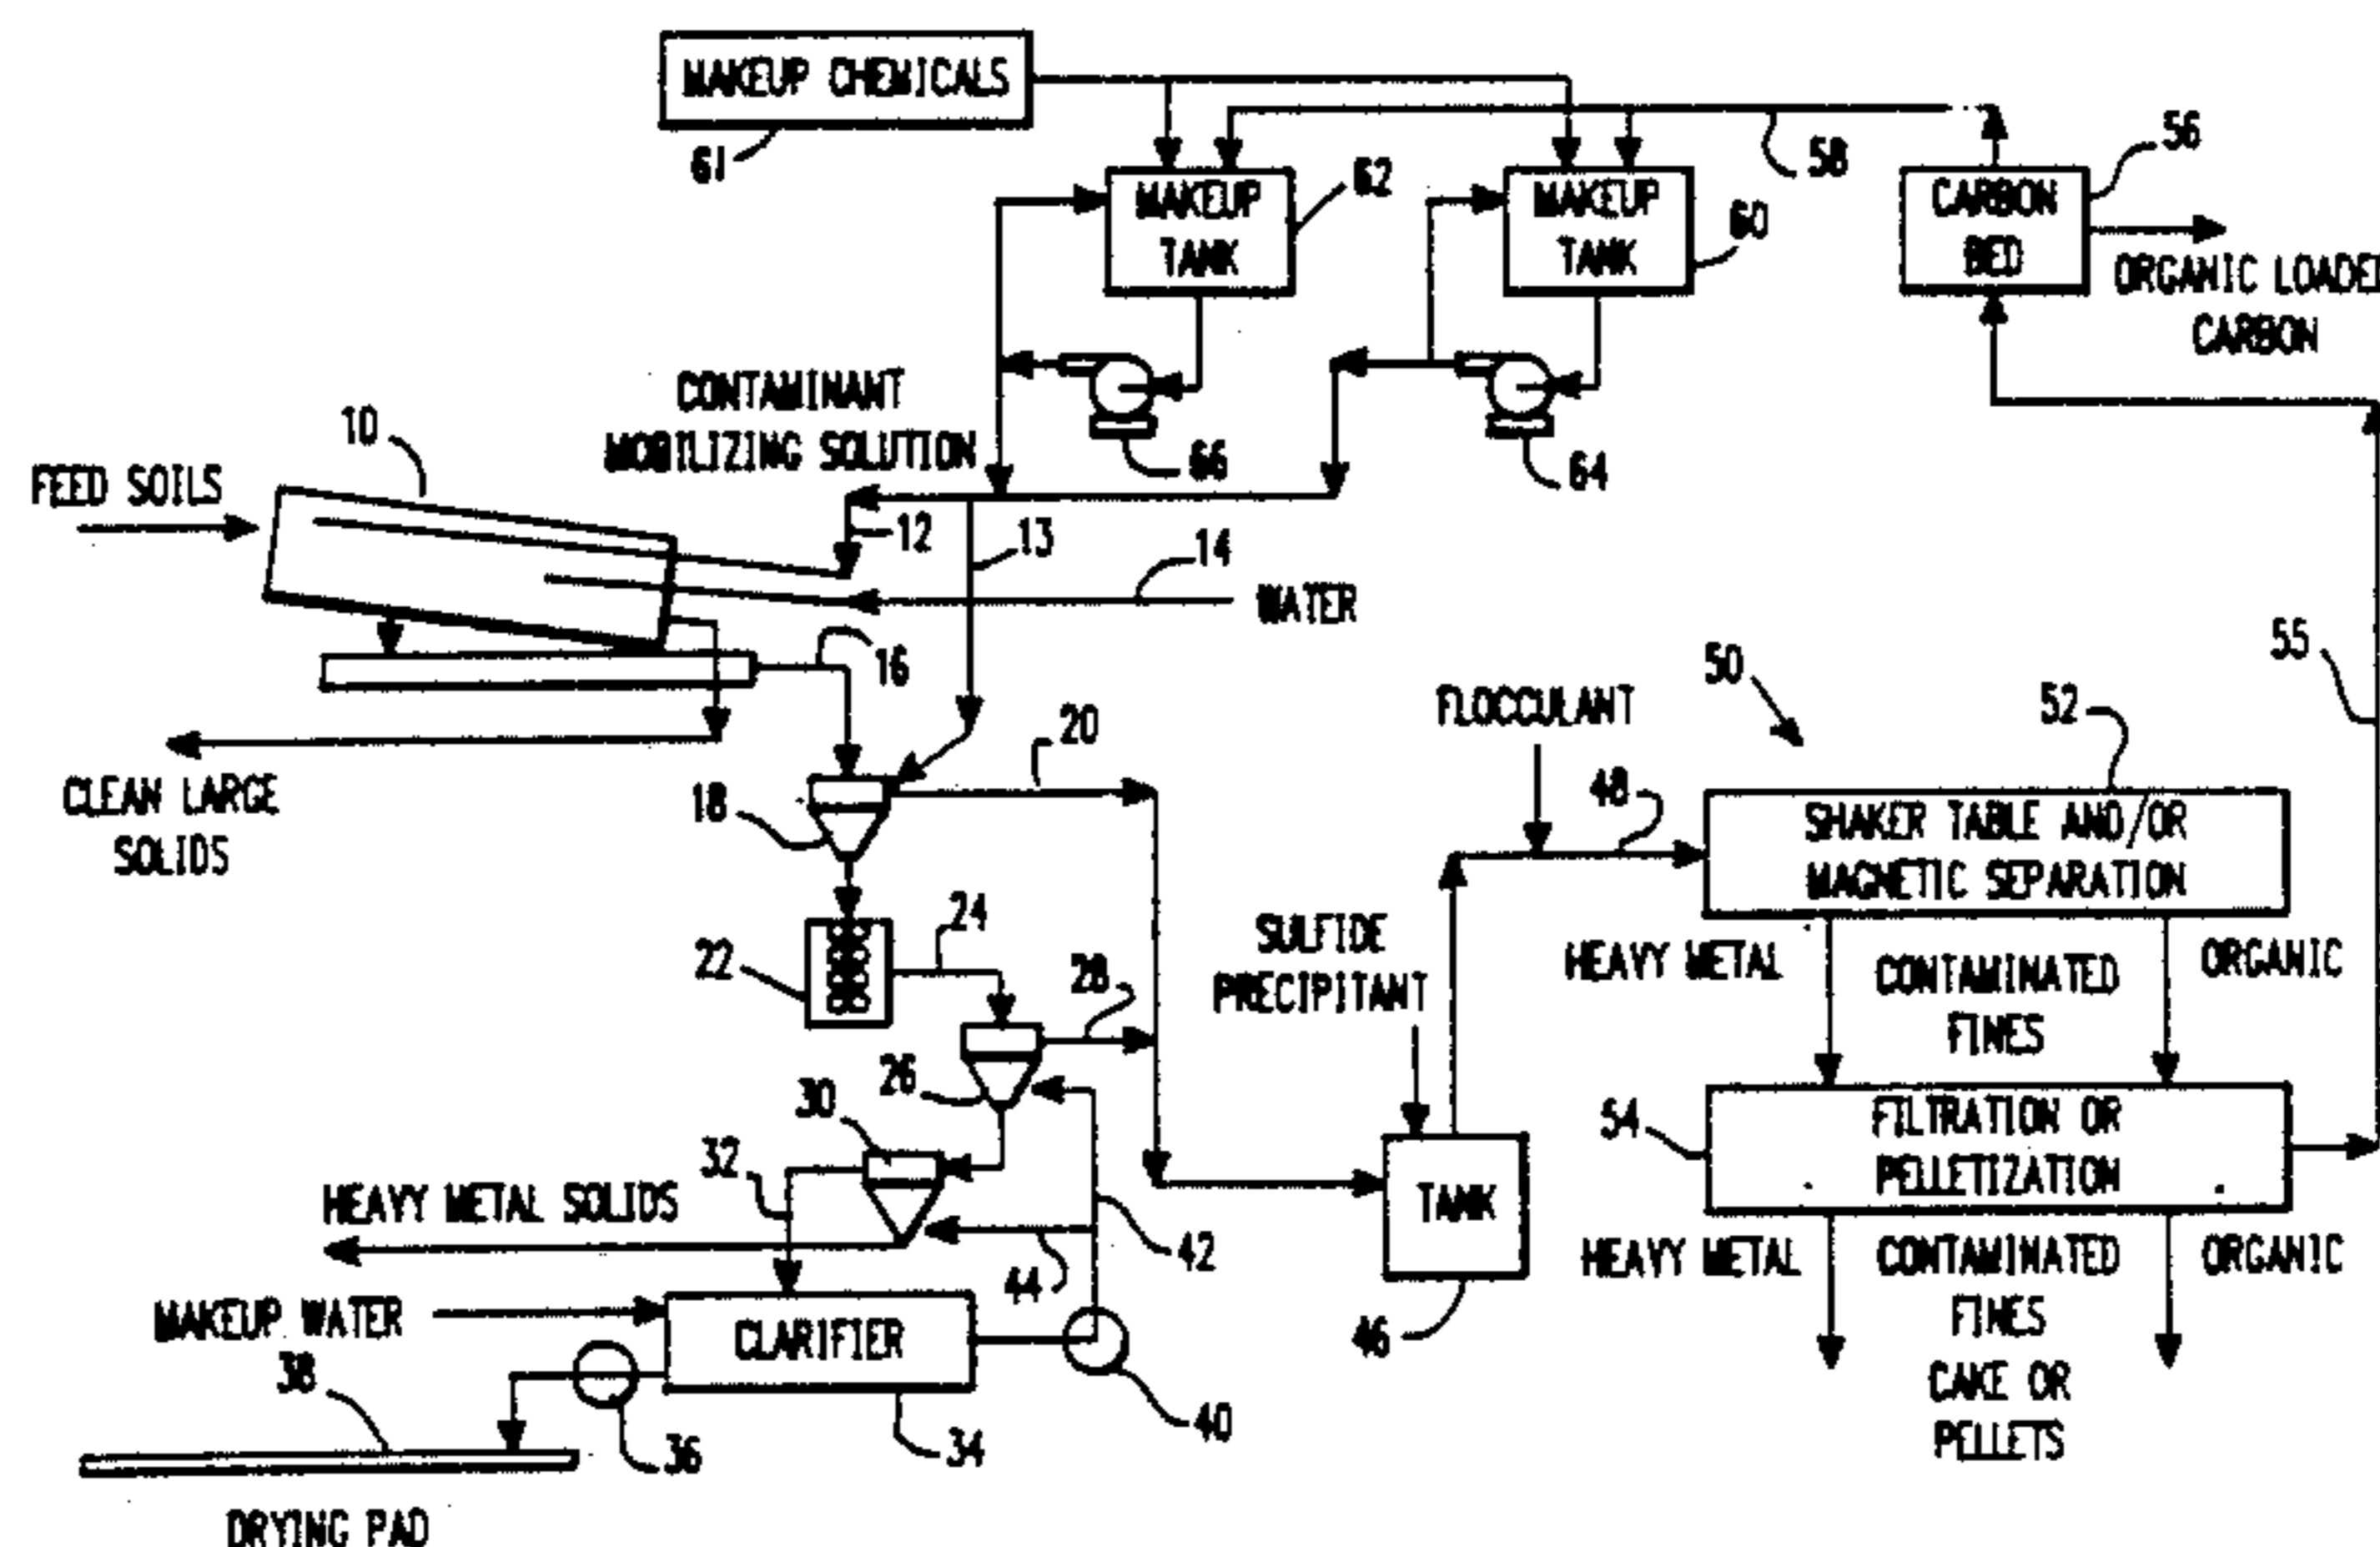 MAKEUP CHEMICALS
61
58
56
MAKEUP
TANK
62
MAKEUP
TANK
60
CARBON
BED
ORGANIC LOADE
CARBON
CONTAMINANT
MOBILIZING SOLUTION
66
64
10
FEED SOILS
12
13
14
WATER
16
CLEAN LARGE
SOLIDS
18
20
FLOCCULANT
50
52
55
48
SHAKER TABLE AND/OR
MAGNETIC SEPARATION
22
24
28
SULFIDE
PRECIPITANT
HEAVY METAL
CONTAMINATED
FINES
ORGANIC
26
30
32
54
FILTRATION OR
PELLETIZATION
HEAVY METAL SOLIDS
TANK
46
42
44
HEAVY METAL
CONTAMINATED
FINES
CAKE OR
PELLETS
ORGANIC
MAKEUP WATER
CLARIFIER
38
36
34
40
DRYING PAD